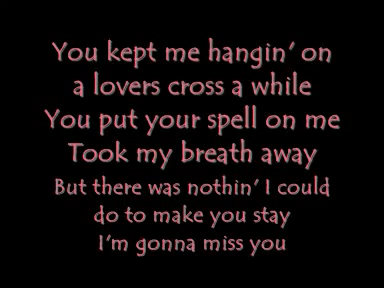 You kept me hangin' on
a lovers cross a while
You put your spell on me
Took my breath away
But there was nothin' I could
do to make you stay
I'm gonna miss you